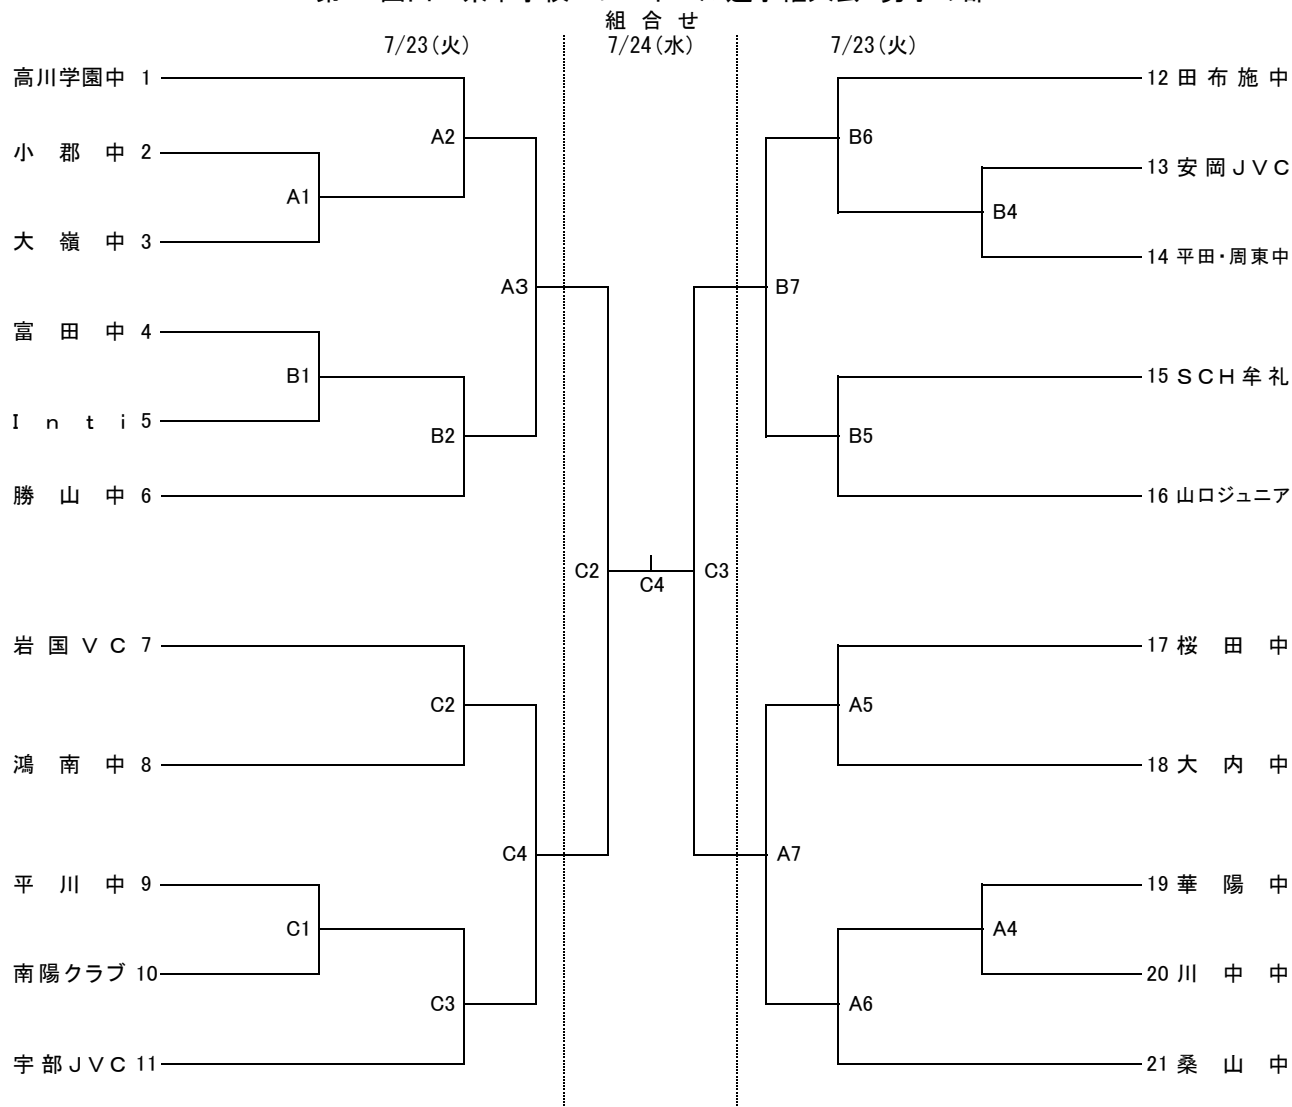 組 合 せ
7/23(火)
7/24(水)
7/23(火)
高川学園中 1
小 郡 中 2
大 嶺 中 3
富 田 中 4
I n t i 5
勝 山 中 6
岩 国 V C 7
鴻 南 中 8
平 川 中 9
南陽クラブ 10
宇部JVC 11
A1
B1
C1
A2
B2
C2
C3
A3
C4
C2
C4
C3
B7
A7
B6
B5
A5
A6
B4
A4
12 田 布 施 中
13 安 岡 J V C
14 平田・周東中
15 S C H 牟 礼
16 山口ジュニア
17 桜 田 中
18 大 内 中
19 華 陽 中
20 川 中 中
21 桑 山 中